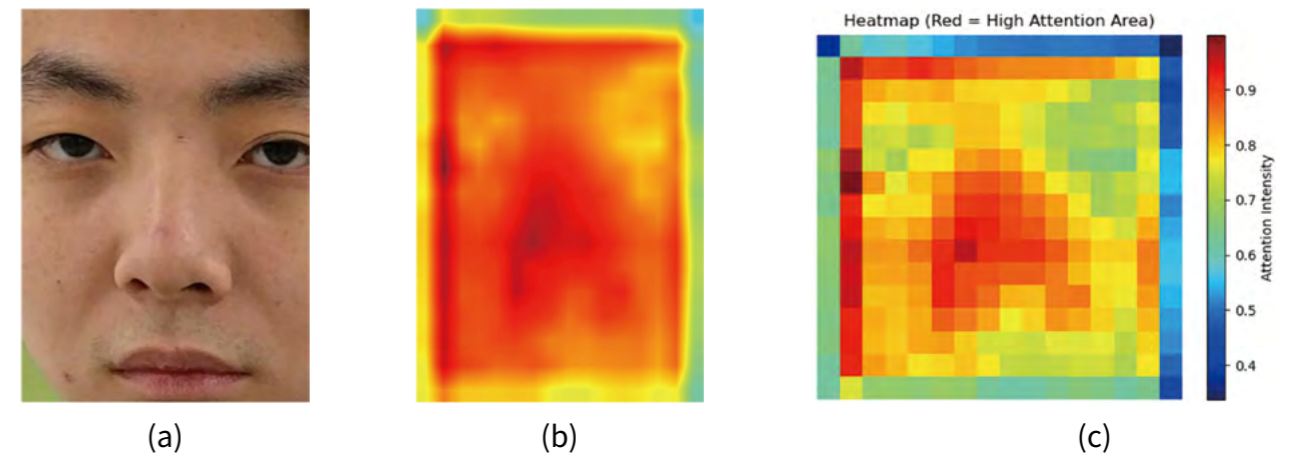 Heatmap (Red = High Attention Area)
0.9
0.8
0.7
0.6
0.5
0.4
Attention Intensity
(a)
(b)
(c)